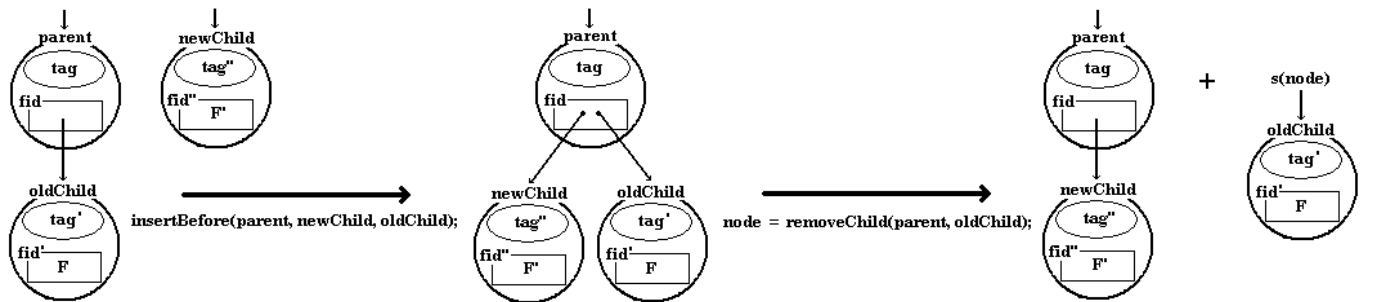 parent
tag
fid
newChild
tag''
fid''
F'
oldChild
tag'
fid'
F
insertBefore(parent, newChild, oldChild);
parent
tag
fid
newChild
tag''
fid''
F'
oldChild
tag'
fid'
F
node = removeChild(parent, oldChild);
parent
tag
fid
newChild
tag''
fid''
F'
+
s(node)
oldChild
tag'
fid'
F